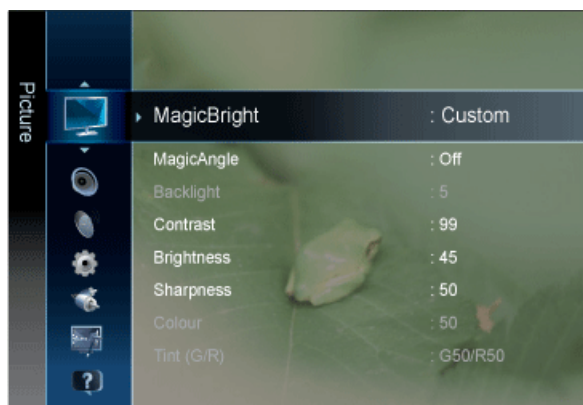 Picture
MagicBright : Custom
MagicAngle : Off
Backlight : 5
Contrast : 99
Brightness : 45
Sharpness : 50
Colour : 50
Tint (G/R) : G50/R50